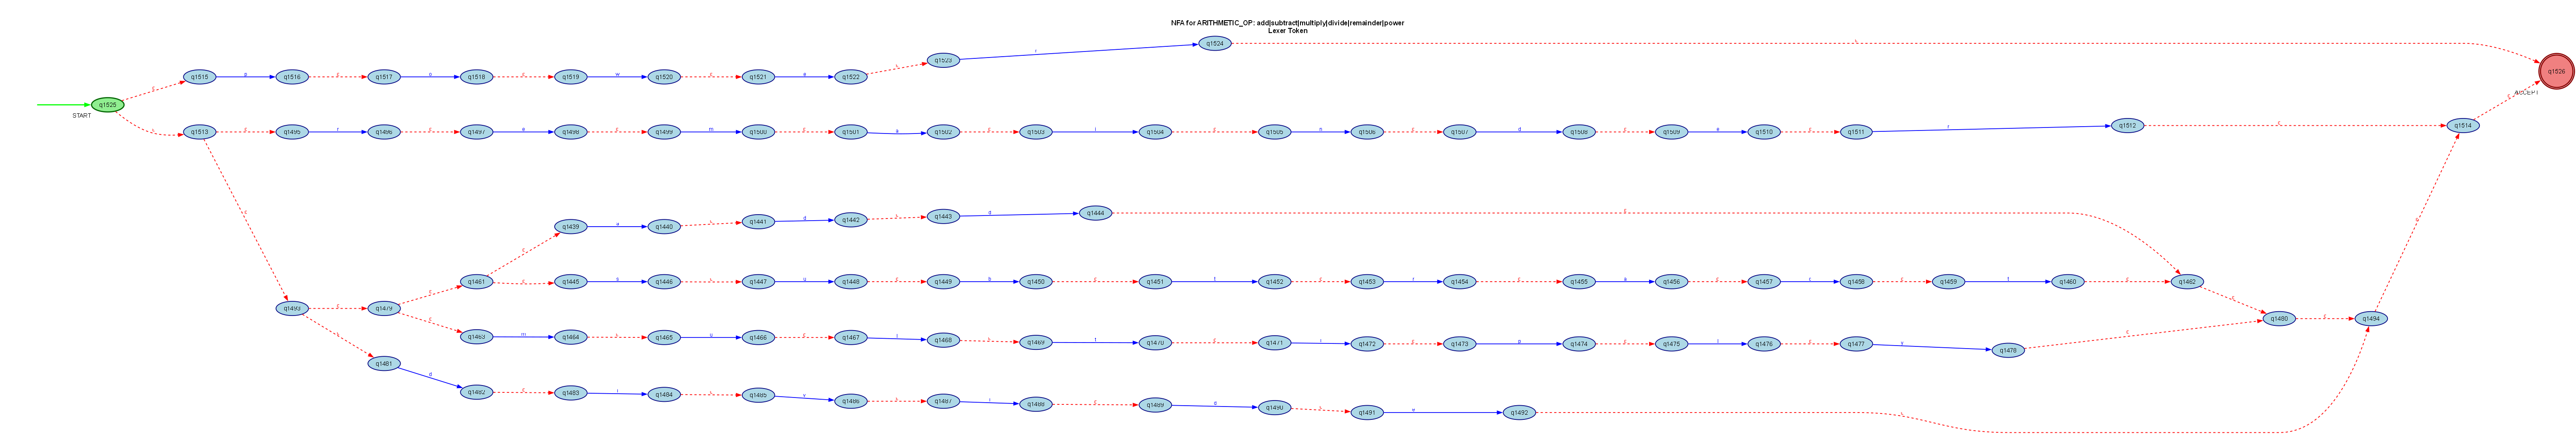 NFA for ARITHMETIC_OP: add|subtract|multiply|divide|remainder|power
Lexer Token
q1524
q1523
q1515 p q1516 ε q1517 o q1518 ε q1519 w q1520 ε q1521 e q1522
q1526
ACCEPT
q1525
START
q1513 ε q1495 r q1496 ε q1497 e q1498 ε q1499 m q1500 ε q1501 a q1502 ε q1503 i q1504 ε q1505 n q1506 ε q1507 d q1508 ε q1509 e q1510 ε q1511 r q1512 ε q1514
q1439 a q1440 ε q1441 d q1442 ε q1443 d q1444 ε
q1461 ε q1445 s q1446 ε q1447 u q1448 ε q1449 b q1450 ε q1451 t q1452 ε q1453 r q1454 ε q1455 a q1456 ε q1457 c q1458 ε q1459 t q1460 ε q1462
q1493 ε q1479
q1480 ε q1494
q1463 m q1464 ε q1465 u q1466 ε q1467 l q1468 ε q1469 t q1470 ε q1471 i q1472 ε q1473 p q1474 ε q1475 l q1476 ε q1477 y q1478 ε
q1481
d q1482 ε q1483 i q1484 ε q1485 v q1486 ε q1487 i q1488 ε q1489 d q1490 ε q1491 e q1492 ε